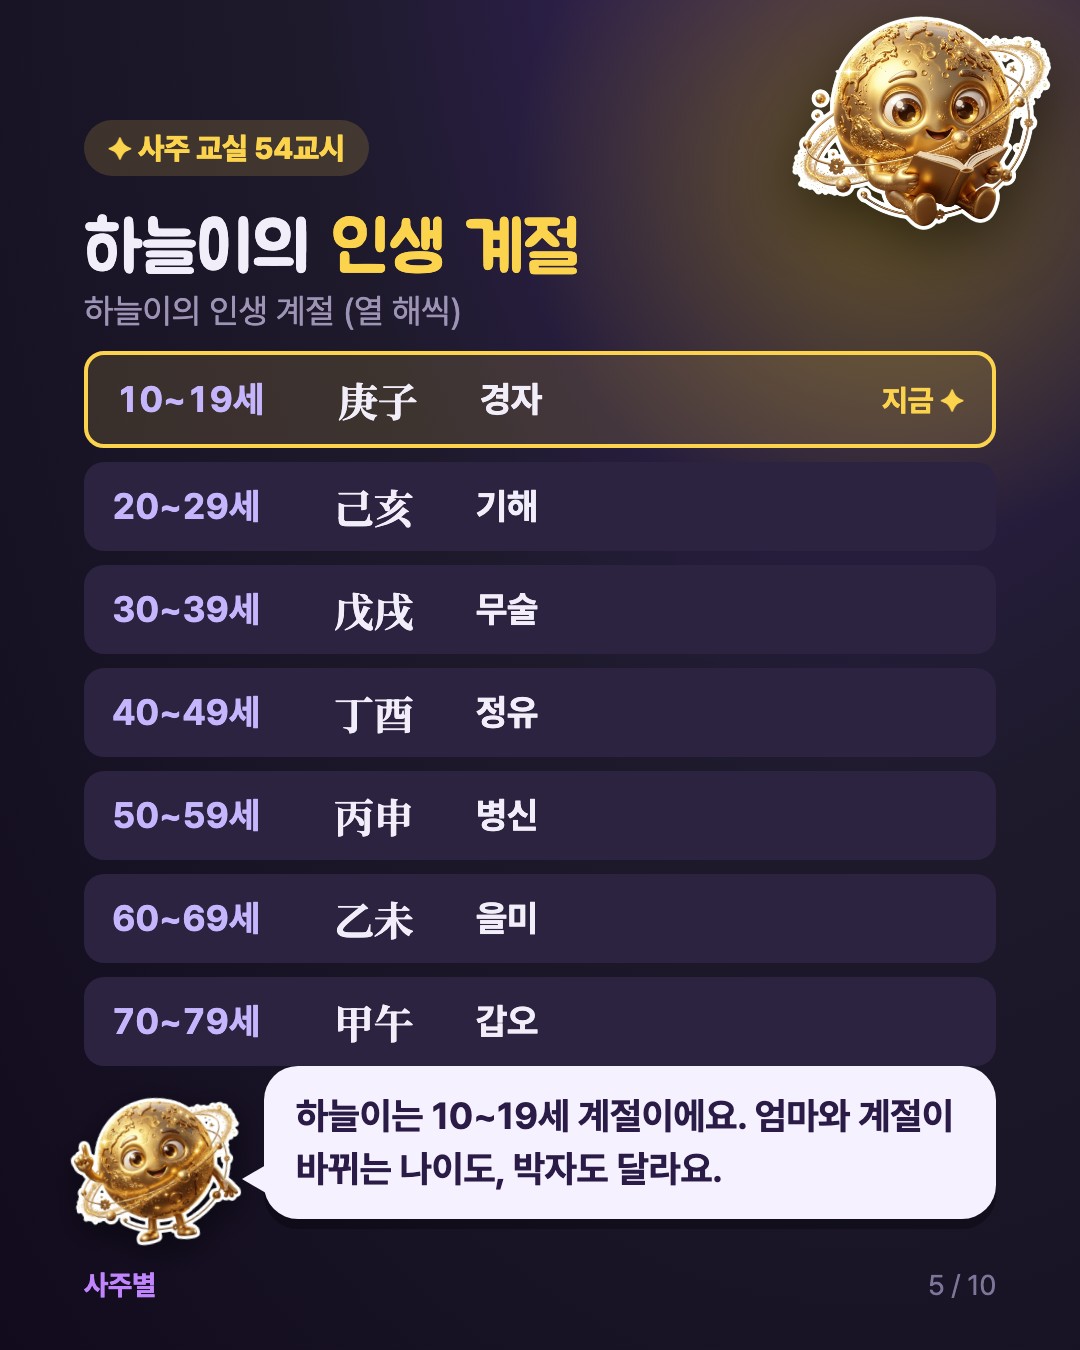 ✦ 사주 교실 54교시
하늘이의 인생 계절
하늘이의 인생 계절 (열 해씩)
10~19세 庚子 경자 지금 ✦
20~29세 己亥 기해
30~39세 戊戌 무술
40~49세 丁酉 정유
50~59세 丙申 병신
60~69세 乙未 을미
70~79세 甲午 갑오
하늘이는 10~19세 계절이에요. 엄마와 계절이
바뀌는 나이도, 박자도 달라요.
사주별 5 / 10